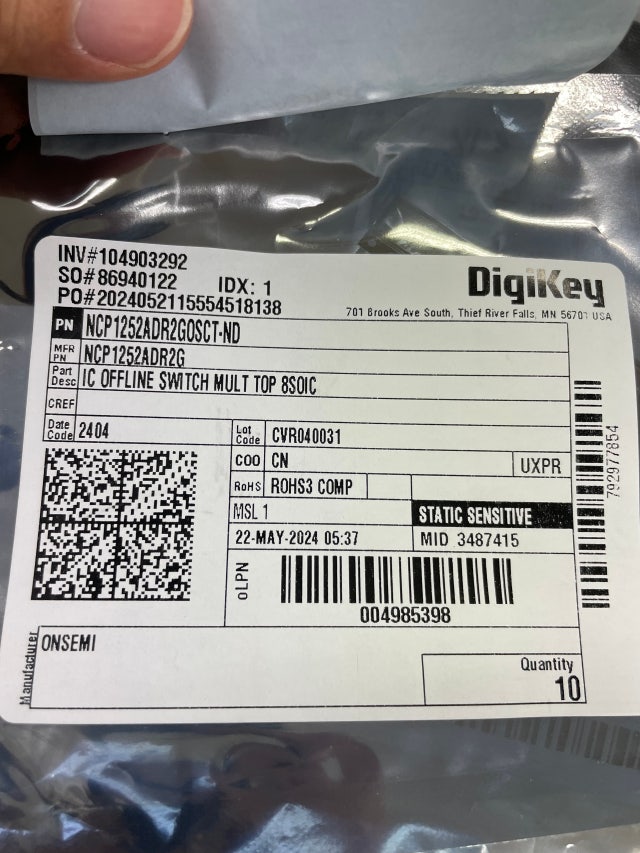 INV#104903292
SO#86940122 IDX: 1
PO#2024052115554518138
DigiKey
701 Brooks Ave South, Thief River Falls, MN 56701 USA
PN NCP1252ADR2GOSCT-ND
MFR PN NCP1252ADR2G
Part Desc IC OFFLINE SWITCH MULT TOP 8SOIC
CREF
Date Code 2404
Lot Code CVR040031
COO CN UXPR
RoHS ROHS3 COMP
MSL 1 STATIC SENSITIVE
22-MAY-2024 05:37 MID 3487415
oLPN
004985398
792977854
Manufacturer ONSEMI
Quantity
10